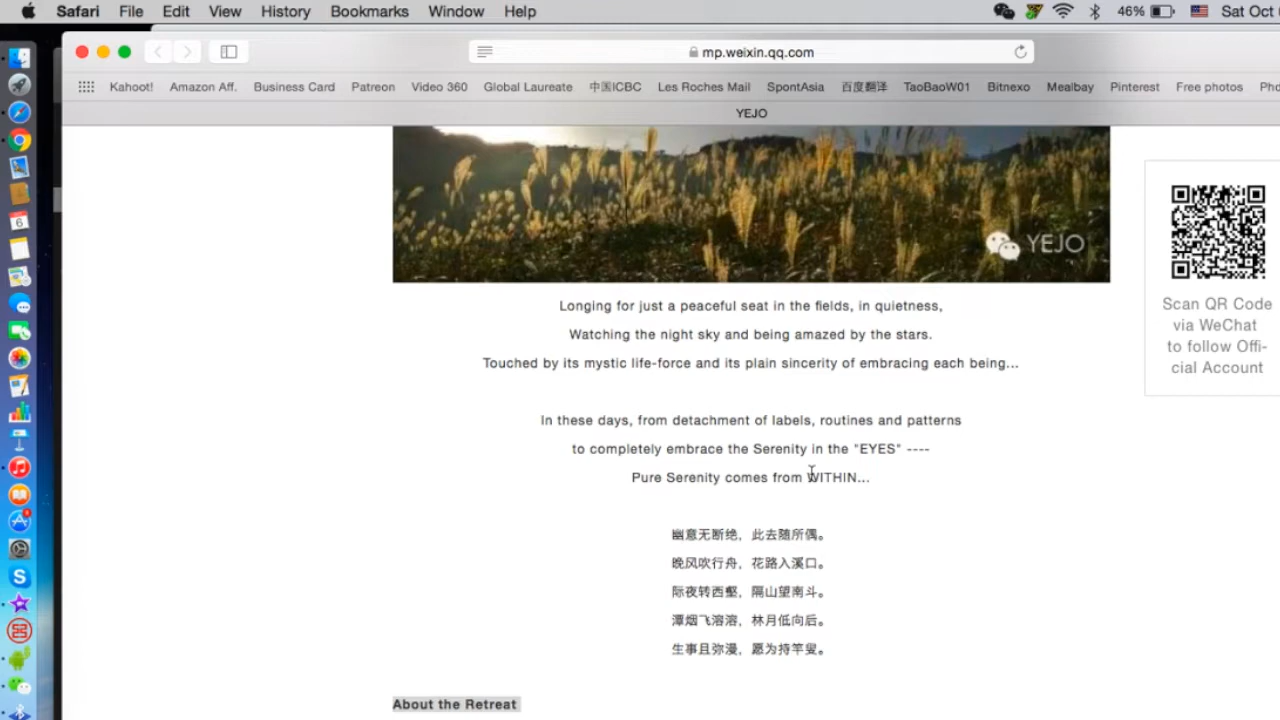 Safari File Edit View History Bookmarks Window Help 46% Sat Oct
mp.weixin.qq.com
Kahoot! Amazon Aff. Business Card Patreon Video 360 Global Laureate 中国ICBC Les Roches Mail SpontAsia 百度翻译 TaoBaoW01 Bitnexo Mealbay Pinterest Free photos
YEJO
YEJO
Longing for just a peaceful seat in the fields, in quietness,
Watching the night sky and being amazed by the stars.
Touched by its mystic life-force and its plain sincerity of embracing each being...
In these days, from detachment of labels, routines and patterns
to completely embrace the Serenity in the "EYES" ----
Pure Serenity comes from WITHIN...
幽意无断绝，此去随所偶。
晚风吹行舟，花路入溪口。
际夜转西壑，隔山望南斗。
潭烟飞溶溶，林月低向后。
生事且弥漫，愿为持竿叟。
About the Retreat
Scan QR Code
via WeChat
to follow Offi-
cial Account
6